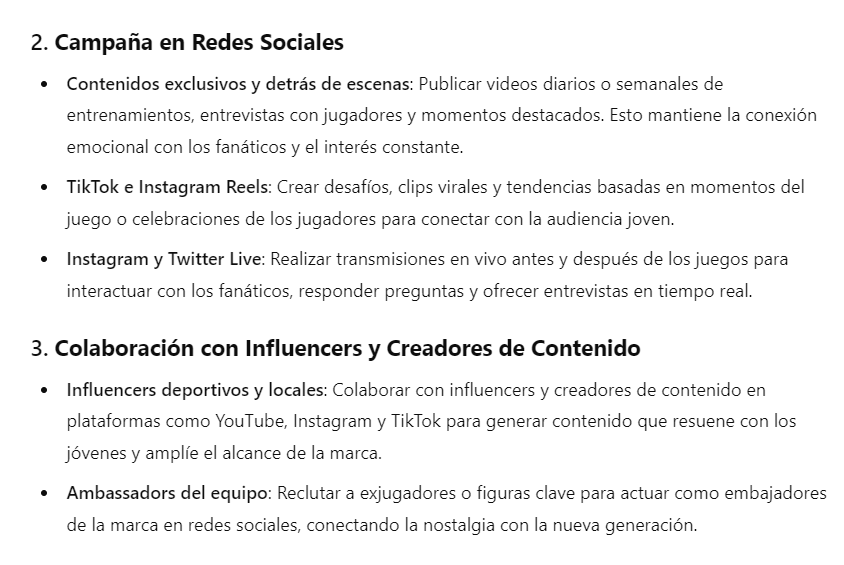 2. Campaña en Redes Sociales
• Contenidos exclusivos y detrás de escenas: Publicar videos diarios o semanales de
entrenamientos, entrevistas con jugadores y momentos destacados. Esto mantiene la conexión
emocional con los fanáticos y el interés constante.
• TikTok e Instagram Reels: Crear desafíos, clips virales y tendencias basadas en momentos del
juego o celebraciones de los jugadores para conectar con la audiencia joven.
• Instagram y Twitter Live: Realizar transmisiones en vivo antes y después de los juegos para
interactuar con los fanáticos, responder preguntas y ofrecer entrevistas en tiempo real.
3. Colaboración con Influencers y Creadores de Contenido
• Influencers deportivos y locales: Colaborar con influencers y creadores de contenido en
plataformas como YouTube, Instagram y TikTok para generar contenido que resuene con los
jóvenes y amplíe el alcance de la marca.
• Ambassadors del equipo: Reclutar a exjugadores o figuras clave para actuar como embajadores
de la marca en redes sociales, conectando la nostalgia con la nueva generación.